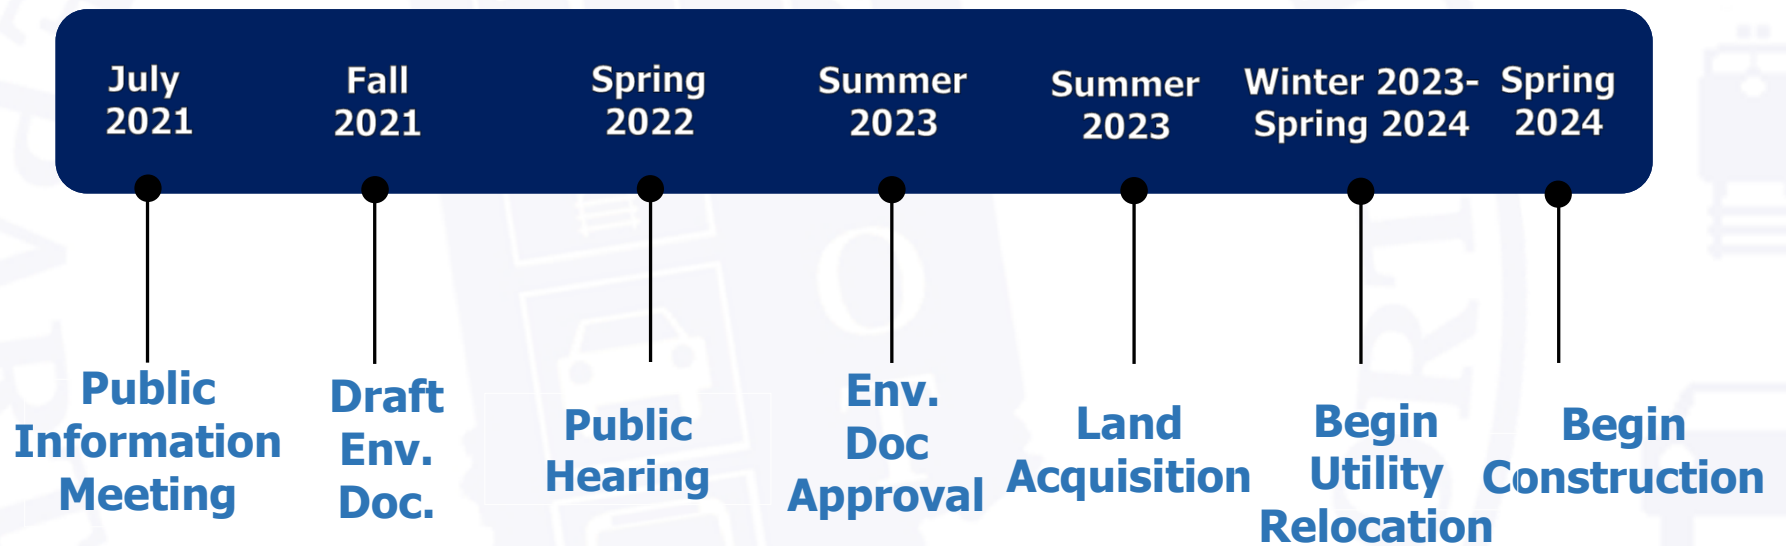 July
2021
Fall
2021
Spring
2022
Summer
2023
Summer
2023
Winter 2023-
Spring 2024
Spring
2024
Public
Information
Meeting
Draft
Env.
Doc.
Public
Hearing
Env.
Doc
Approval
Land
Acquisition
Begin
Utility
Relocation
Begin
Construction